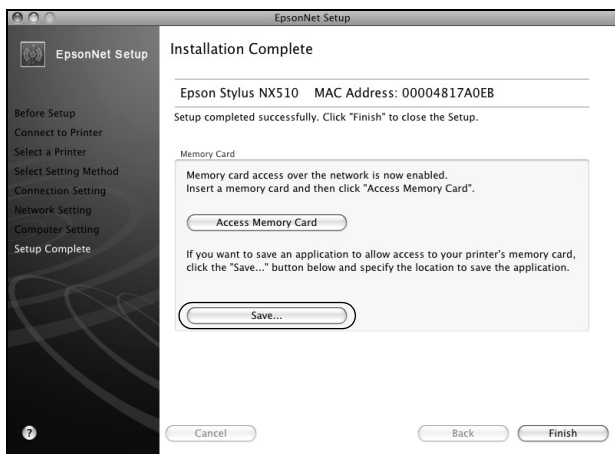 EpsonNet Setup
EpsonNet Setup
Before Setup
Connect to Printer
Select a Printer
Select Setting Method
Connection Setting
Network Setting
Computer Setting
Setup Complete
?
Installation Complete
Epson Stylus NX510 MAC Address: 00004817A0EB
Setup completed successfully. Click "Finish" to close the Setup.
Memory Card
Memory card access over the network is now enabled.
Insert a memory card and then click "Access Memory Card".
Access Memory Card
If you want to save an application to allow access to your printer's memory card,
click the "Save..." button below and specify the location to save the application.
Save...
Cancel
Back
Finish